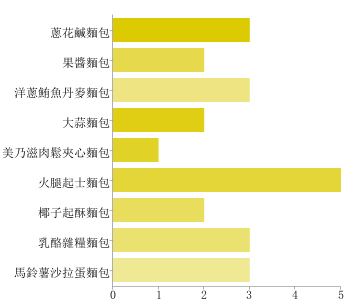 蔥花鹹麵包
果醬麵包
洋蔥鮪魚丹麥麵包
大蒜麵包
美乃滋肉鬆夾心麵包
火腿起士麵包
椰子起酥麵包
乳酪雜糧麵包
馬鈴薯沙拉蛋麵包
0 1 2 3 4 5